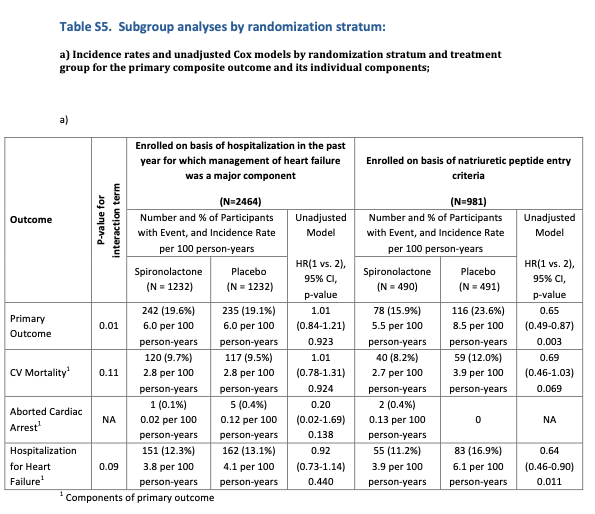 Table S5.  Subgroup analyses by randomization stratum:
a) Incidence rates and unadjusted Cox models by randomization stratum and treatment
group for the primary composite outcome and its individual components;
a)
Outcome
P-value for
interaction term
Enrolled on basis of hospitalization in the past
year for which management of heart failure
was a major component
(N=2464)
Enrolled on basis of natriuretic peptide entry
criteria
(N=981)
Number and % of Participants
with Event, and Incidence Rate
per 100 person-years
Unadjusted
Model
HR(1 vs. 2),
95% CI,
p-value
Number and % of Participants
with Event, and Incidence Rate
per 100 person-years
Unadjusted
Model
HR(1 vs. 2),
95% CI,
p-value
Spironolactone
(N = 1232)
Placebo
(N = 1232)
Spironolactone
(N = 490)
Placebo
(N = 491)
Primary
Outcome
0.01
242 (19.6%)
6.0 per 100
person-years
235 (19.1%)
6.0 per 100
person-years
1.01
(0.84-1.21)
0.923
78 (15.9%)
5.5 per 100
person-years
116 (23.6%)
8.5 per 100
person-years
0.65
(0.49-0.87)
0.003
CV Mortality¹
0.11
120 (9.7%)
2.8 per 100
person-years
117 (9.5%)
2.8 per 100
person-years
1.01
(0.78-1.31)
0.924
40 (8.2%)
2.7 per 100
person-years
59 (12.0%)
3.9 per 100
person-years
0.69
(0.46-1.03)
0.069
Aborted Cardiac
Arrest¹
NA
1 (0.1%)
0.02 per 100
person-years
5 (0.4%)
0.12 per 100
person-years
0.20
(0.02-1.69)
0.138
2 (0.4%)
0.13 per 100
person-years
0
NA
Hospitalization
for Heart
Failure¹
0.09
151 (12.3%)
3.8 per 100
person-years
162 (13.1%)
4.1 per 100
person-years
0.92
(0.73-1.14)
0.440
55 (11.2%)
3.9 per 100
person-years
83 (16.9%)
6.1 per 100
person-years
0.64
(0.46-0.90)
0.011
¹ Components of primary outcome